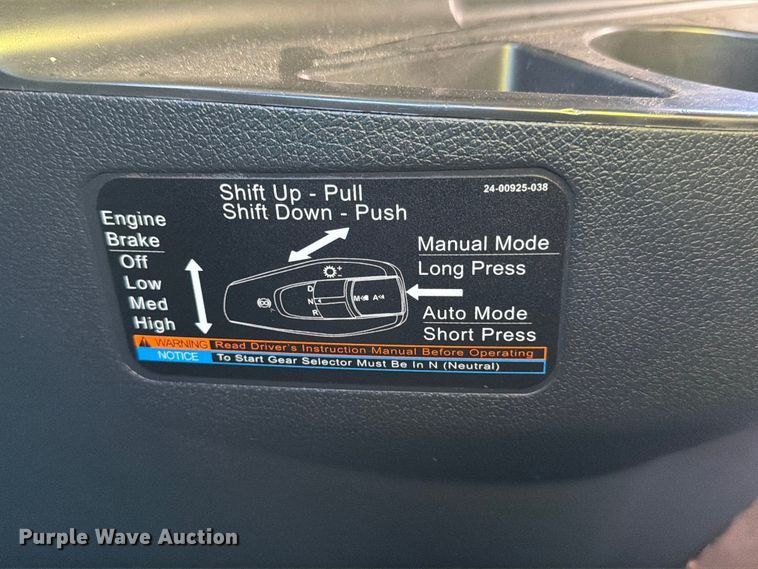 Shift Up - Pull
Shift Down - Push
24-00925-038
Engine
Brake
Off
Low
Med
High
Manual Mode
Long Press
Auto Mode
Short Press
D
N
R
M
A
WARNING Read Driver's Instruction Manual Before Operating
NOTICE To Start Gear Selector Must Be In N (Neutral)
Purple Wave Auction